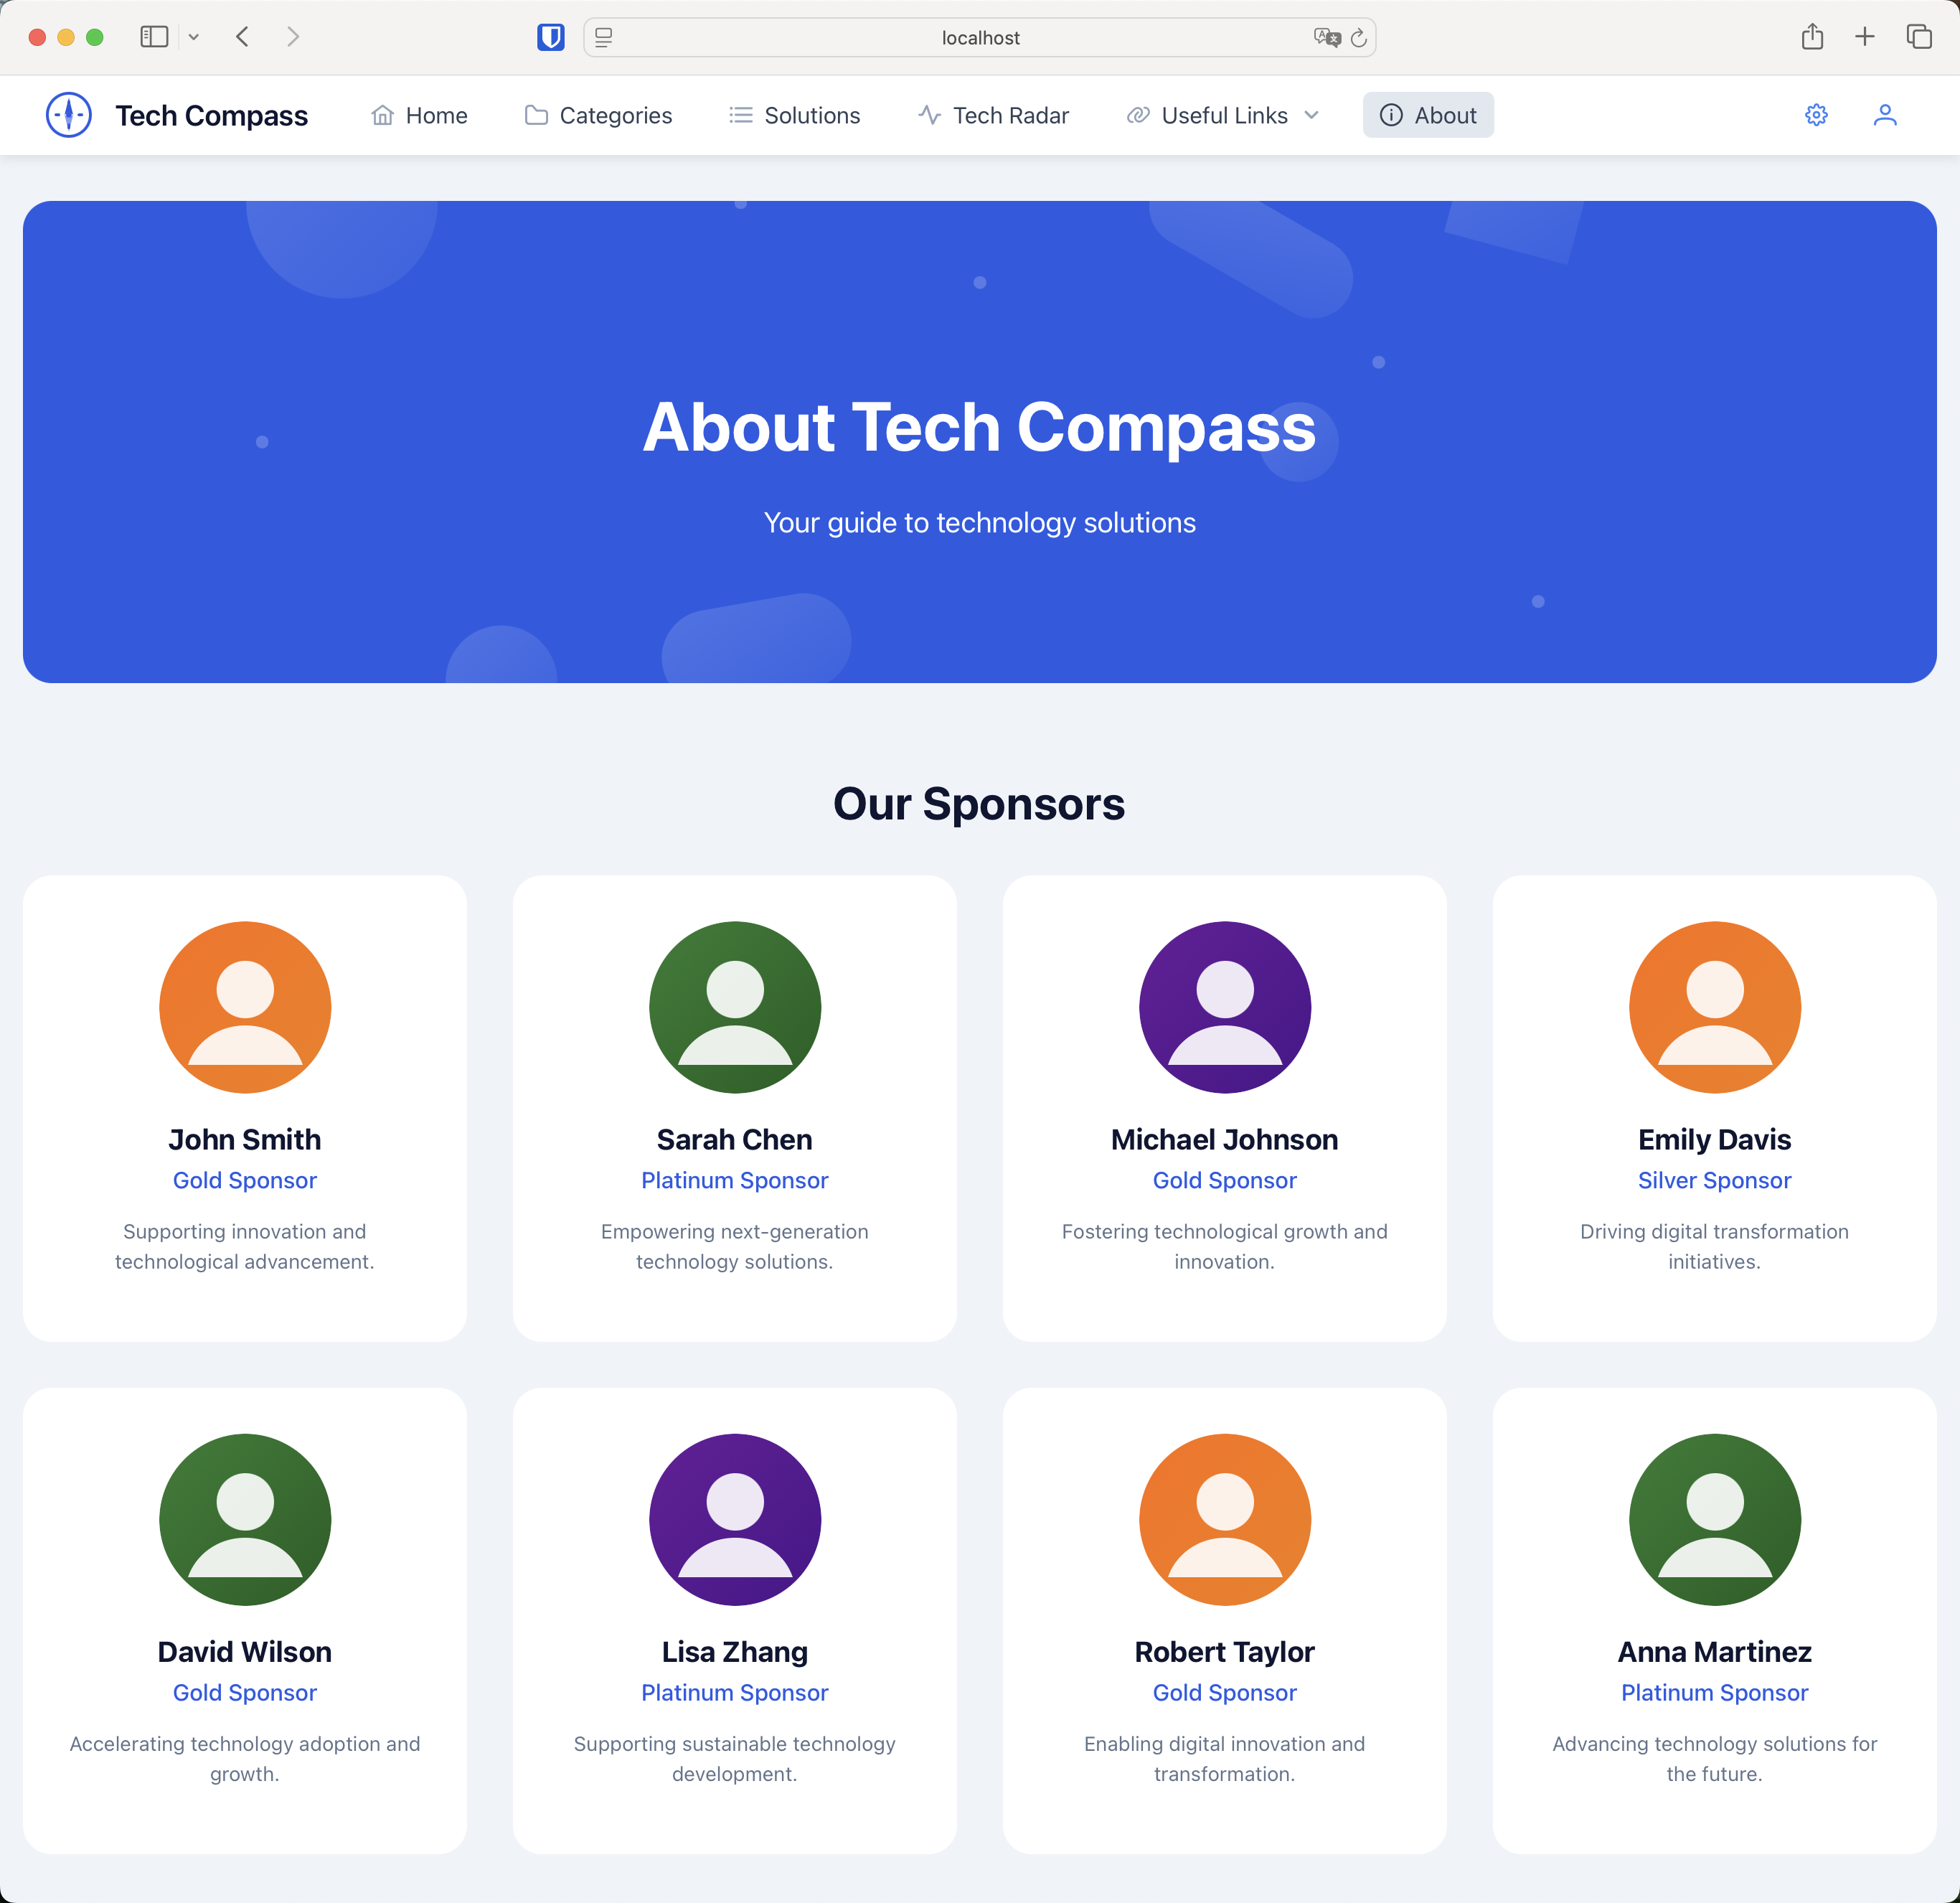 localhost
Tech Compass
Home
Categories
Solutions
Tech Radar
Useful Links
About
About Tech Compass
Your guide to technology solutions
Our Sponsors
John Smith
Gold Sponsor
Supporting innovation and
technological advancement.
Sarah Chen
Platinum Sponsor
Empowering next-generation
technology solutions.
Michael Johnson
Gold Sponsor
Fostering technological growth and
innovation.
Emily Davis
Silver Sponsor
Driving digital transformation
initiatives.
David Wilson
Gold Sponsor
Accelerating technology adoption and
growth.
Lisa Zhang
Platinum Sponsor
Supporting sustainable technology
development.
Robert Taylor
Gold Sponsor
Enabling digital innovation and
transformation.
Anna Martinez
Platinum Sponsor
Advancing technology solutions for
the future.